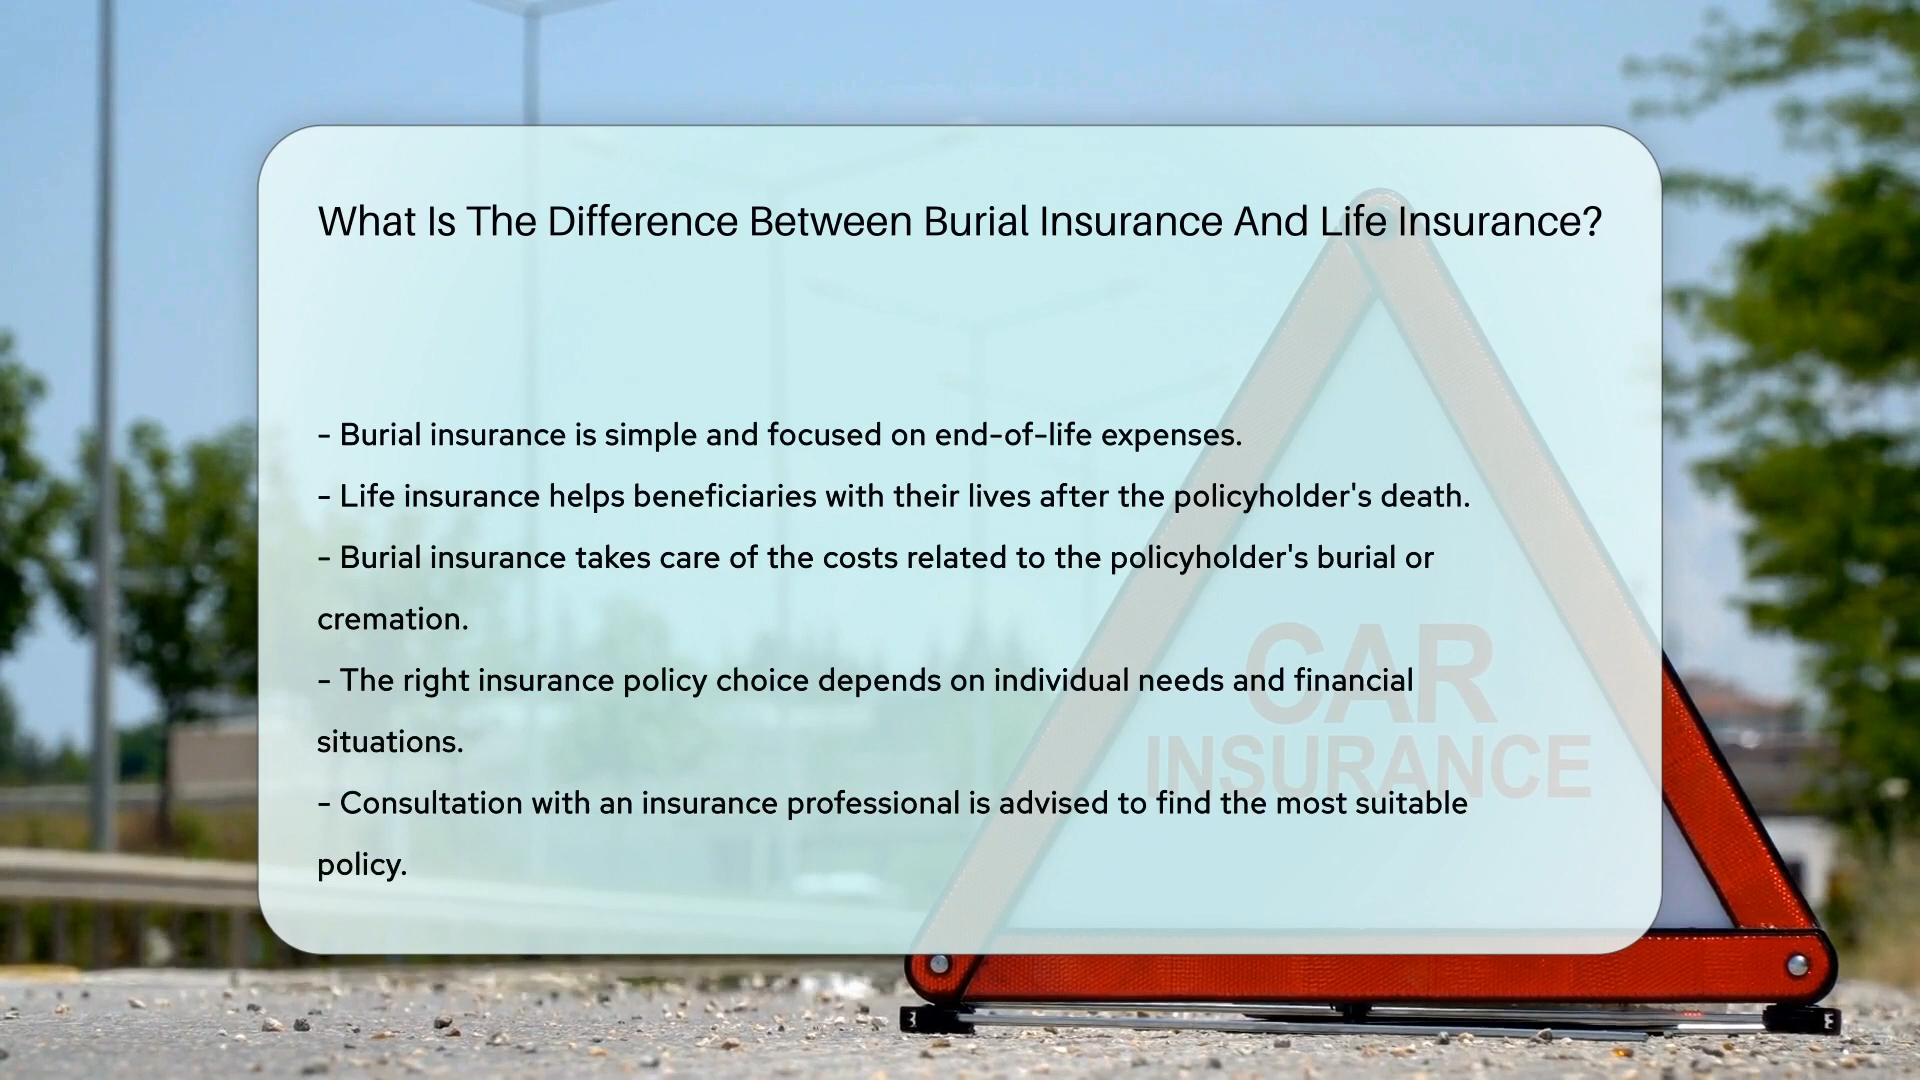 What Is The Difference Between Burial Insurance And Life Insurance?
- Burial insurance is simple and focused on end-of-life expenses.
- Life insurance helps beneficiaries with their lives after the policyholder's death.
- Burial insurance takes care of the costs related to the policyholder's burial or
cremation.
- The right insurance policy choice depends on individual needs and financial
situations.
- Consultation with an insurance professional is advised to find the most suitable
policy.
CAR
INSURANCE